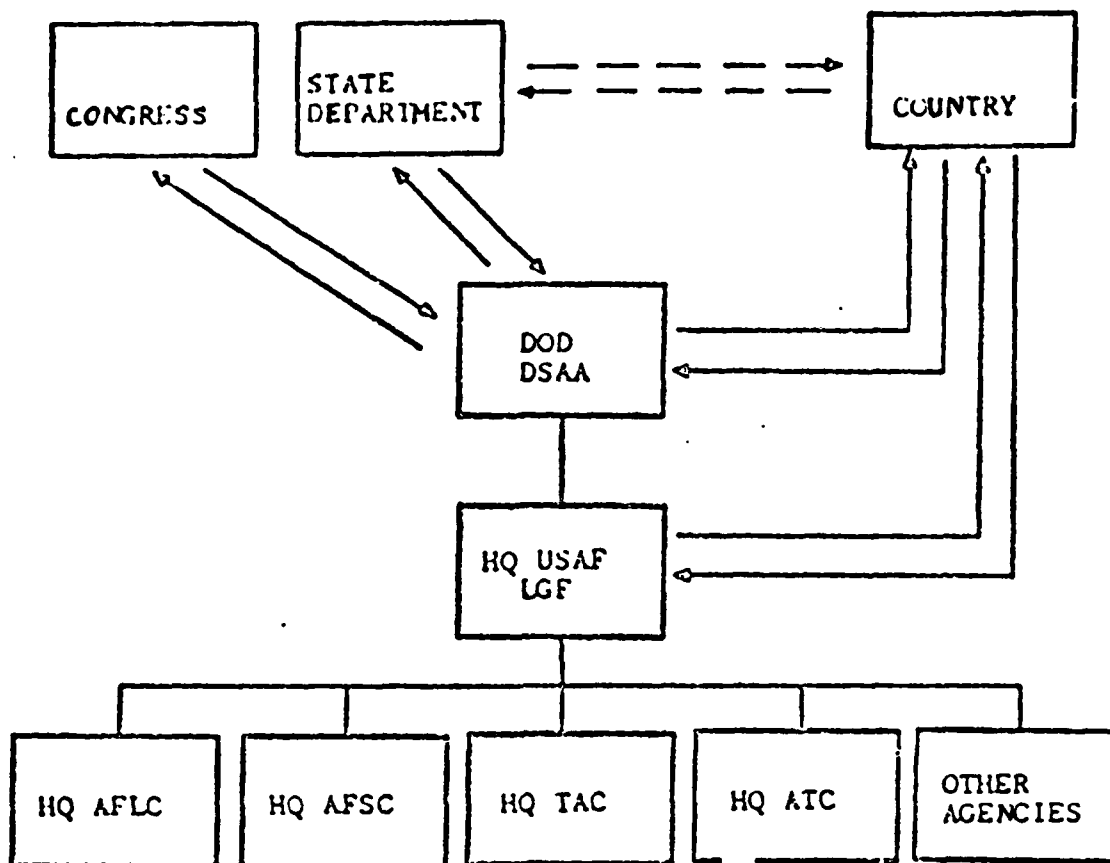 CONGRESS
STATE
DEPARTMENT
COUNTRY
DOD
DSAA
HQ USAF
LGF
HQ AFLC
HQ AFSC
HQ TAC
HQ ATC
OTHER
AGENCIES